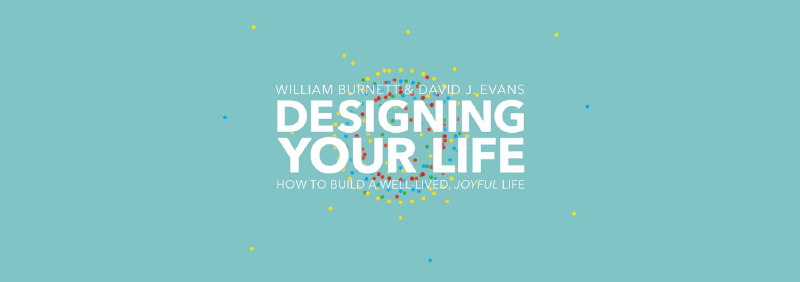 WILLIAM BURNETT & DAVID J. EVANS
DESIGNING
YOUR LIFE
HOW TO BUILD A WELL-LIVED, JOYFUL LIFE